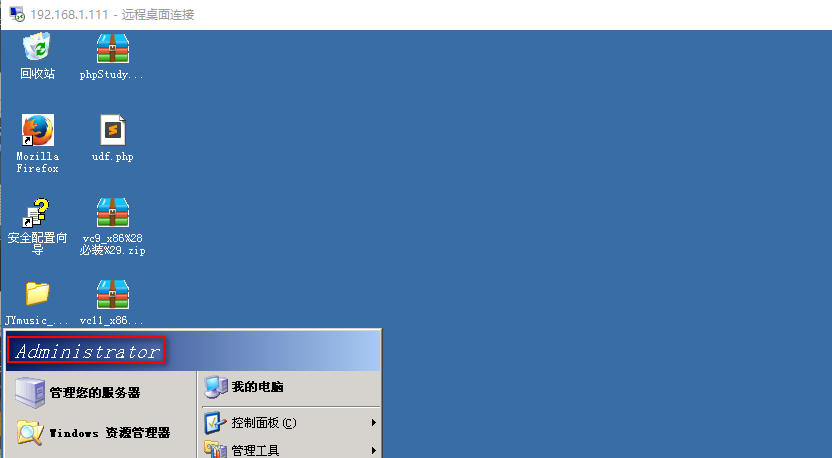 192.168.1.111 - 远程桌面连接
回收站
phpStudy...
Mozilla
Firefox
udf.php
安全配置向
导
vc9_x86%28
必装%29.zip
JYmusic_...
vc11_x86...
Administrator
管理您的服务器
我的电脑
Windows 资源管理器
控制面板(C)
管理工具